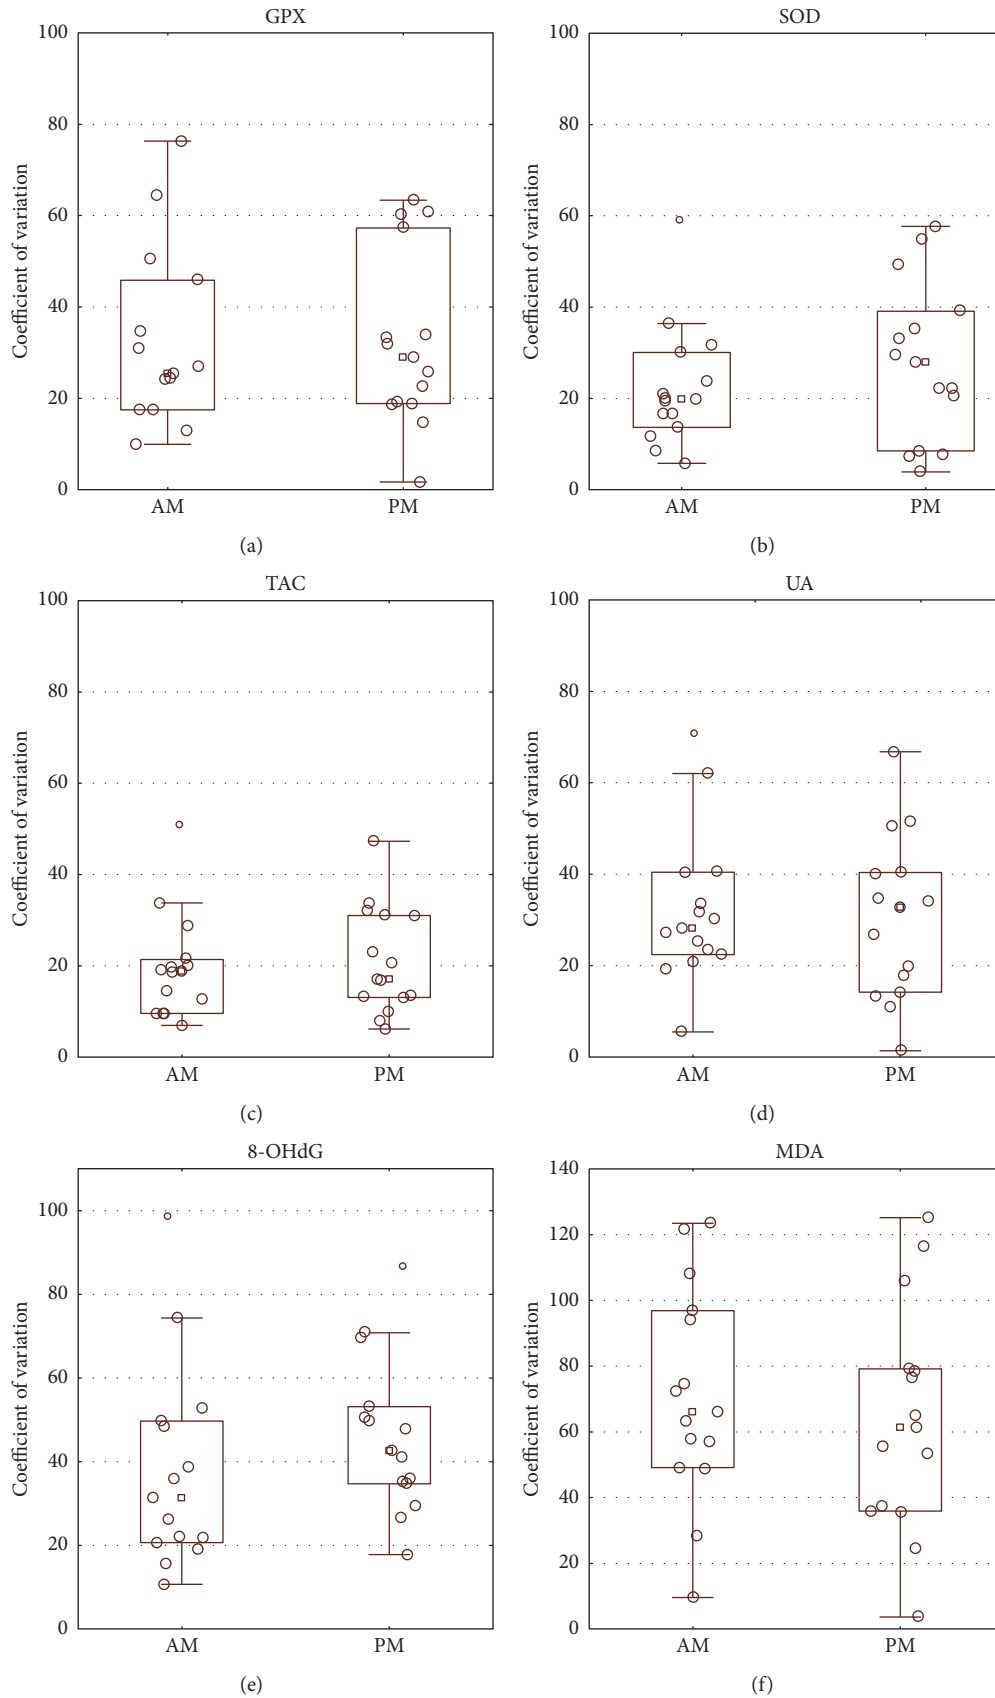 GPX
100
80
60
40
20
0
Coefficient of variation
AM
PM
(a)
SOD
100
80
60
40
20
0
Coefficient of variation
AM
PM
(b)
TAC
100
80
60
40
20
0
Coefficient of variation
AM
PM
(c)
UA
100
80
60
40
20
0
Coefficient of variation
AM
PM
(d)
8-OHdG
100
80
60
40
20
0
Coefficient of variation
AM
PM
(e)
MDA
140
120
100
80
60
40
20
0
Coefficient of variation
AM
PM
(f)